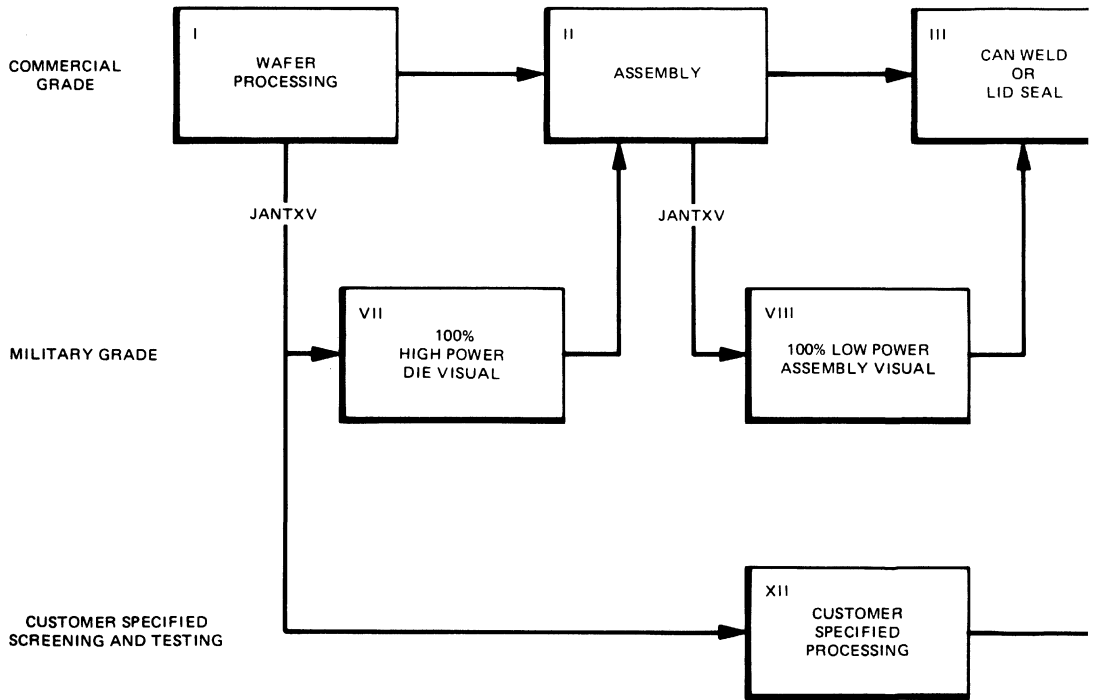 COMMERCIAL
GRADE
I
WAFER
PROCESSING
II
ASSEMBLY
III
CAN WELD
OR
LID SEAL
JANTXV
JANTXV
MILITARY GRADE
VII
100%
HIGH POWER
DIE VISUAL
VIII
100% LOW POWER
ASSEMBLY VISUAL
CUSTOMER SPECIFIED
SCREENING AND TESTING
XII
CUSTOMER
SPECIFIED
PROCESSING